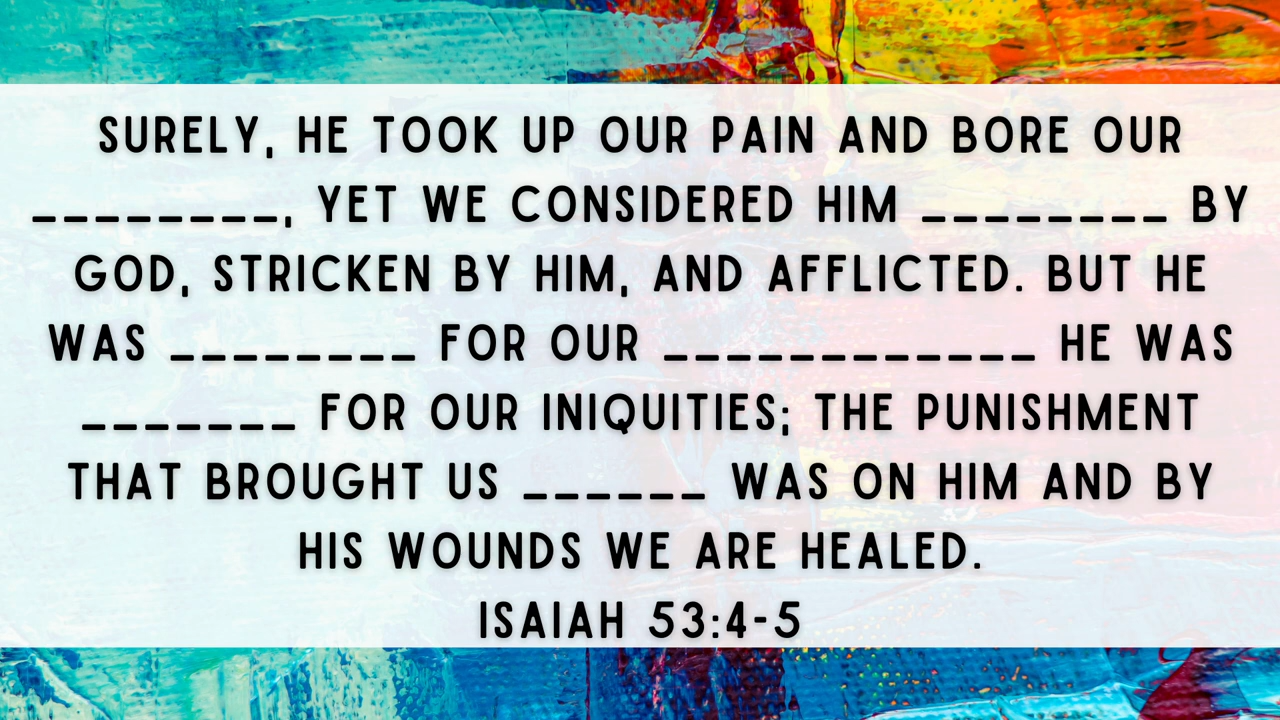 SURELY, HE TOOK UP OUR PAIN AND BORE OUR
________, YET WE CONSIDERED HIM ________ BY
GOD, STRICKEN BY HIM, AND AFFLICTED. BUT HE
WAS ________ FOR OUR ____________ HE WAS
_______ FOR OUR INIQUITIES; THE PUNISHMENT
THAT BROUGHT US ______ WAS ON HIM AND BY
HIS WOUNDS WE ARE HEALED.
ISAIAH 53:4-5